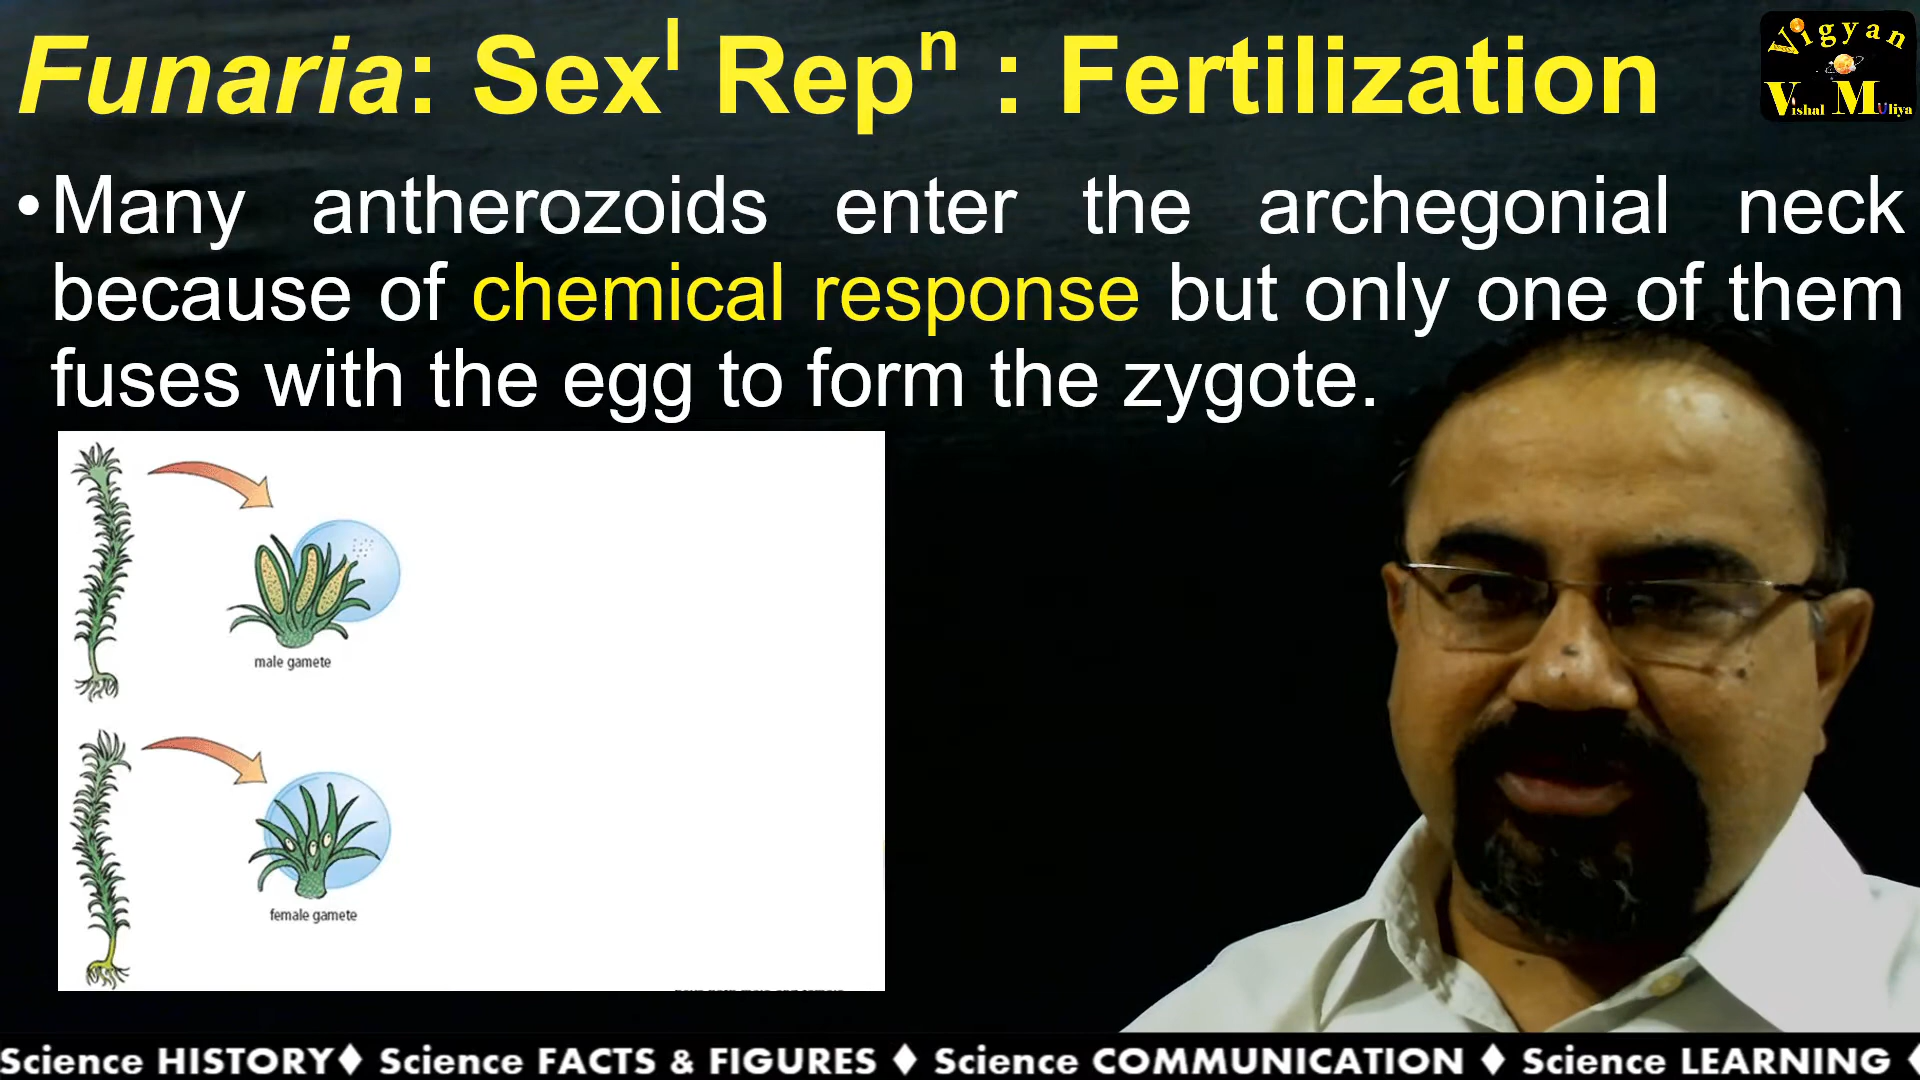 Funaria: Sexˡ Repⁿ : Fertilization
Vigyan
Vishal Muliya
•Many antherozoids enter the archegonial neck
because of chemical response but only one of them
fuses with the egg to form the zygote.
male gamete
female gamete
Science HISTORY♦ Science FACTS & FIGURES ♦ Science COMMUNICATION ♦ Science LEARNING ♦